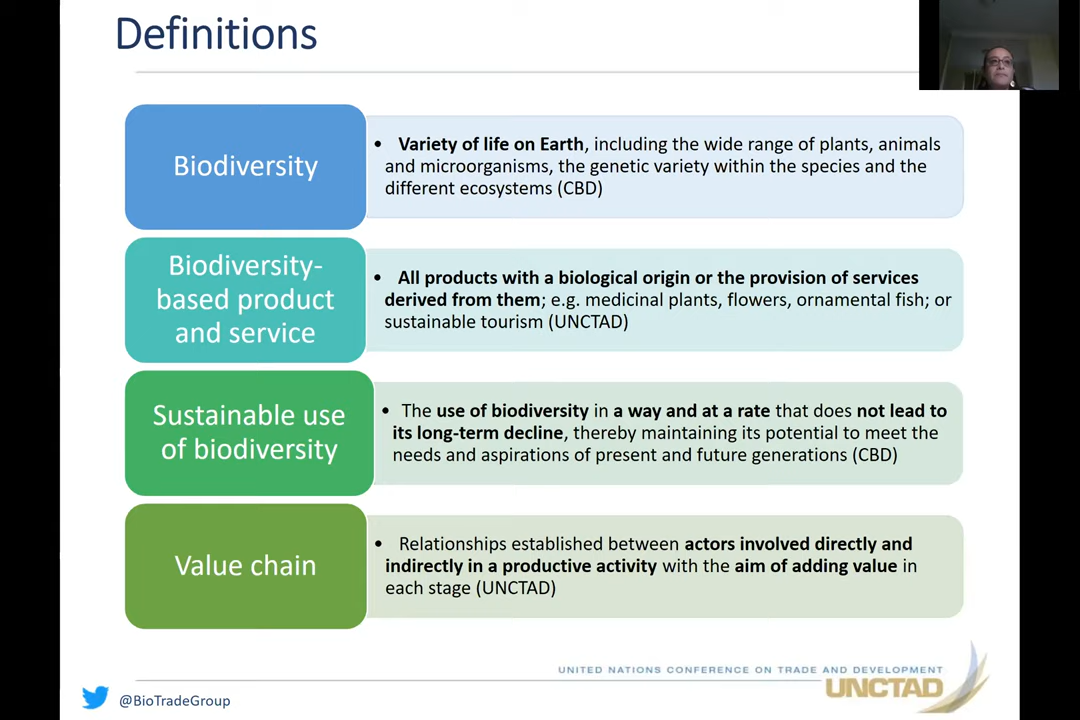 Definitions
Biodiversity
• Variety of life on Earth, including the wide range of plants, animals
and microorganisms, the genetic variety within the species and the
different ecosystems (CBD)
Biodiversity-
based product
and service
• All products with a biological origin or the provision of services
derived from them; e.g. medicinal plants, flowers, ornamental fish; or
sustainable tourism (UNCTAD)
Sustainable use
of biodiversity
• The use of biodiversity in a way and at a rate that does not lead to
its long-term decline, thereby maintaining its potential to meet the
needs and aspirations of present and future generations (CBD)
Value chain
• Relationships established between actors involved directly and
indirectly in a productive activity with the aim of adding value in
each stage (UNCTAD)
UNITED NATIONS CONFERENCE ON TRADE AND DEVELOPMENT
UNCTAD
@BioTradeGroup